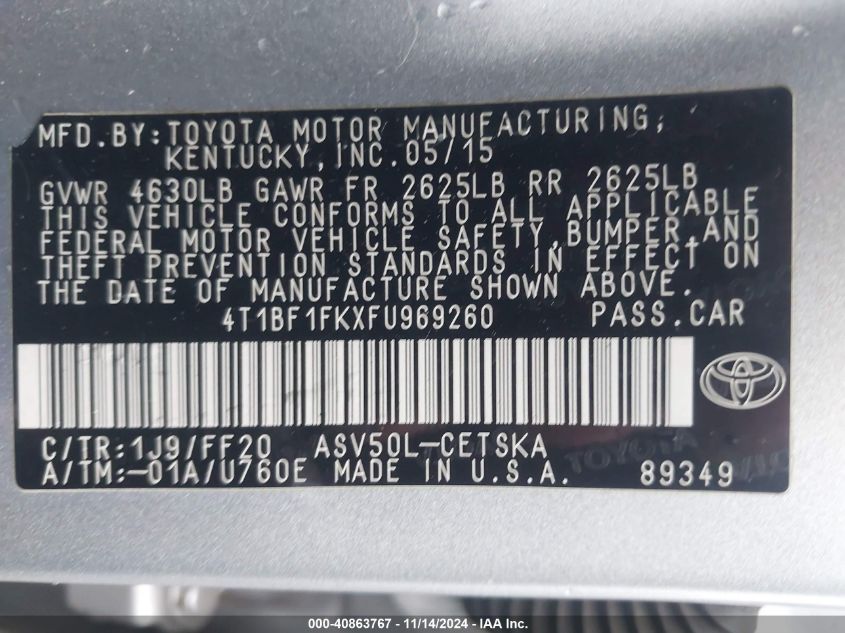 MFD.BY:TOYOTA MOTOR MANUFACTURING,
KENTUCKY,INC.05/15
GVWR 4630LB GAWR FR 2625LB RR 2625LB
THIS VEHICLE CONFORMS TO ALL APPLICABLE
FEDERAL MOTOR VEHICLE SAFETY,BUMPER,AND
THEFT PREVENTION STANDARDS IN EFFECT ON
THE DATE OF MANUFACTURE SHOWN ABOVE.
4T1BF1FKXFU969260 PASS.CAR
C/TR:1J9/FF20 ASV50L-CETSKA
A/TM:-01A/U760E MADE IN U.S.A. 89349
TOYOTA
000-40863767 - 11/14/2024 - IAA Inc.